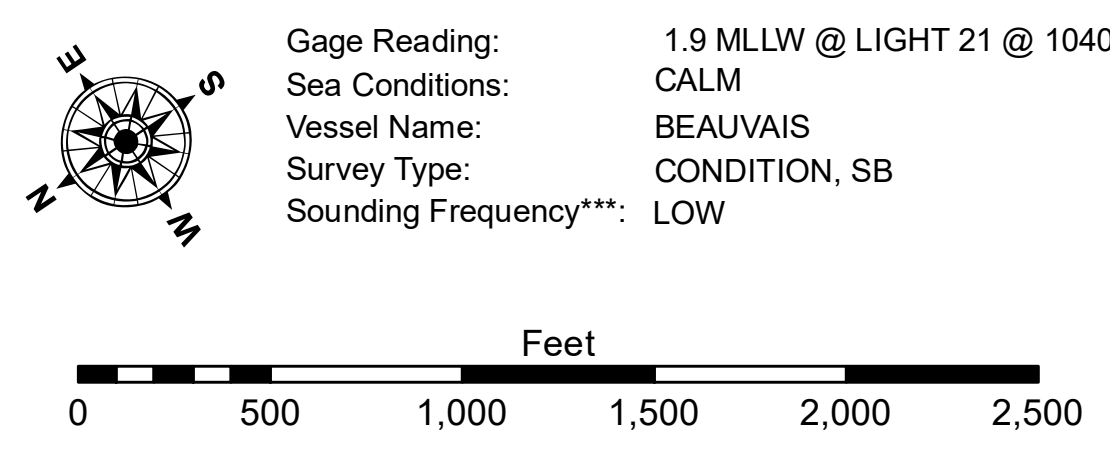 E
S
N
W
Gage Reading: 1.9 MLLW @ LIGHT 21 @ 1040
Sea Conditions: CALM
Vessel Name: BEAUVAIS
Survey Type: CONDITION, SB
Sounding Frequency***: LOW
Feet
0 500 1,000 1,500 2,000 2,500